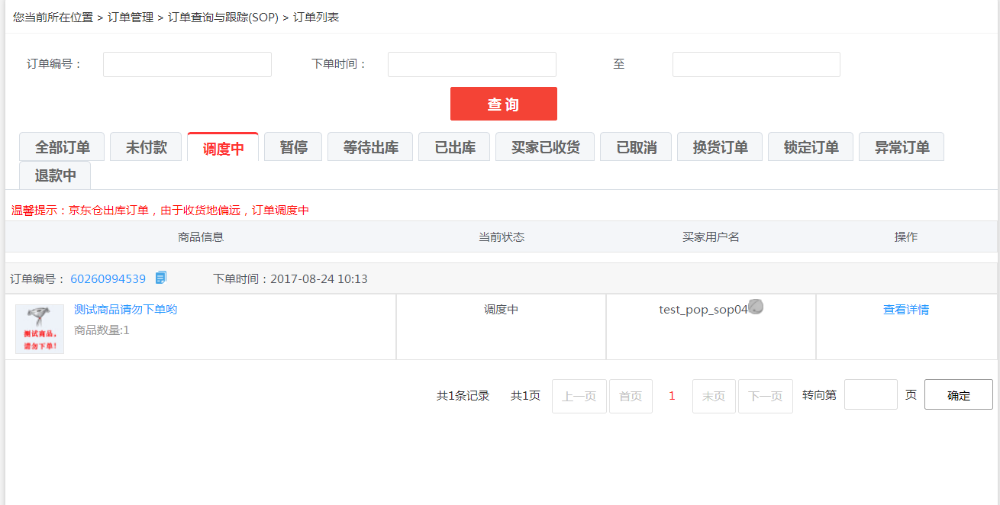 您当前所在位置 > 订单管理 > 订单查询与跟踪(SOP) > 订单列表
订单编号： 下单时间： 至
查 询
全部订单 未付款 调度中 暂停 等待出库 已出库 买家已收货 已取消 换货订单 锁定订单 异常订单
退款中
温馨提示：京东仓出库订单，由于收货地偏远，订单调度中
商品信息 当前状态 买家用户名 操作
订单编号： 60260994539 下单时间：2017-08-24 10:13
测试商品请勿下单哟 调度中 test_pop_sop04 查看详情
商品数量:1
测试商品，
请勿下单！
共1条记录 共1页 上一页 首页 1 末页 下一页 转向第 页 确定